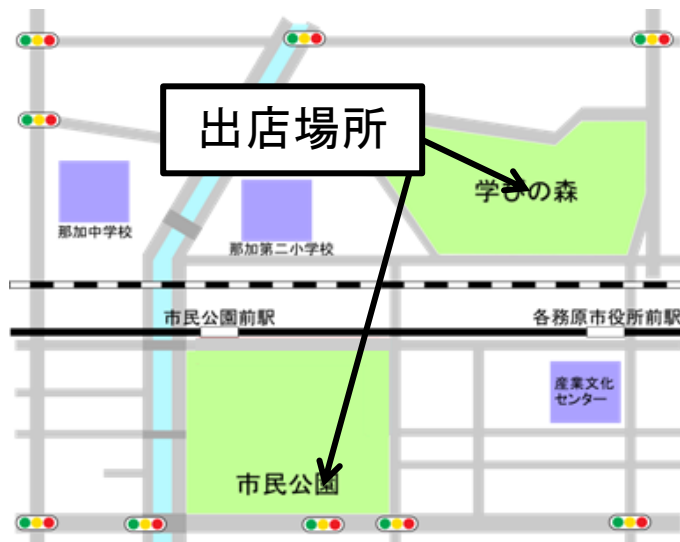 出店場所
学びの森
那加中学校
那加第二小学校
市民公園前駅
各務原市役所前駅
産業文化
センター
市民公園